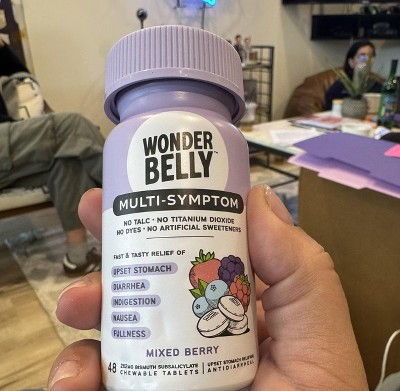 WONDER
BELLY™
MULTI-SYMPTOM
NO TALC • NO TITANIUM DIOXIDE
NO DYES • NO ARTIFICIAL SWEETENERS
FAST & TASTY RELIEF OF
UPSET STOMACH
DIARRHEA
INDIGESTION
NAUSEA
FULLNESS
MIXED BERRY
48 262MG BISMUTH SUBSALICYLATE
CHEWABLE TABLETS
UPSET STOMACH RELIEVER
ANTIDIARRHEAL